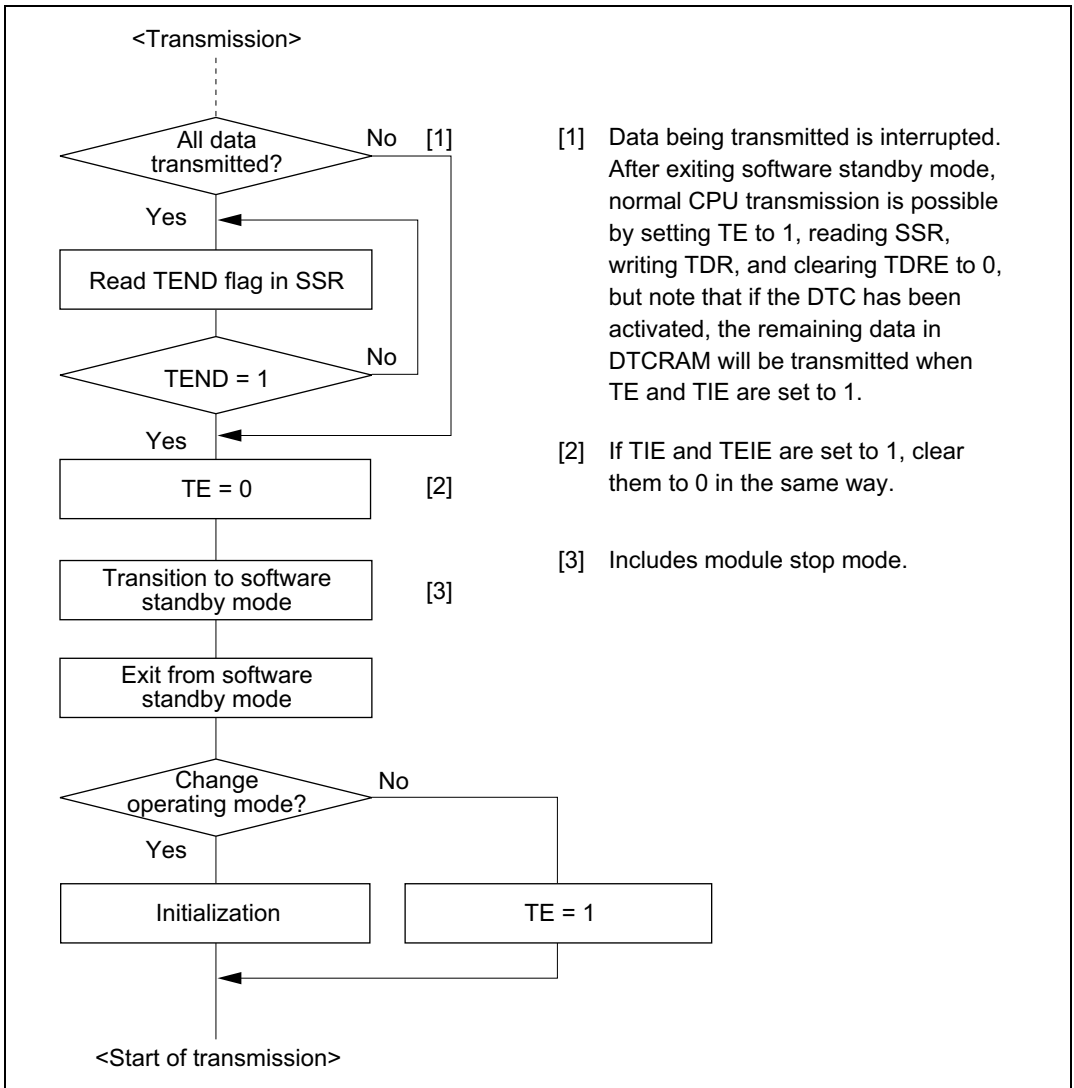 <Transmission>
All data
transmitted?
No
[1]
Yes
Read TEND flag in SSR
No
TEND = 1
Yes
TE = 0
[2]
Transition to software
standby mode
[3]
Exit from software
standby mode
Change
operating mode?
No
Yes
Initialization
TE = 1
<Start of transmission>
[1] Data being transmitted is interrupted.
After exiting software standby mode,
normal CPU transmission is possible
by setting TE to 1, reading SSR,
writing TDR, and clearing TDRE to 0,
but note that if the DTC has been
activated, the remaining data in
DTCRAM will be transmitted when
TE and TIE are set to 1.
[2] If TIE and TEIE are set to 1, clear
them to 0 in the same way.
[3] Includes module stop mode.